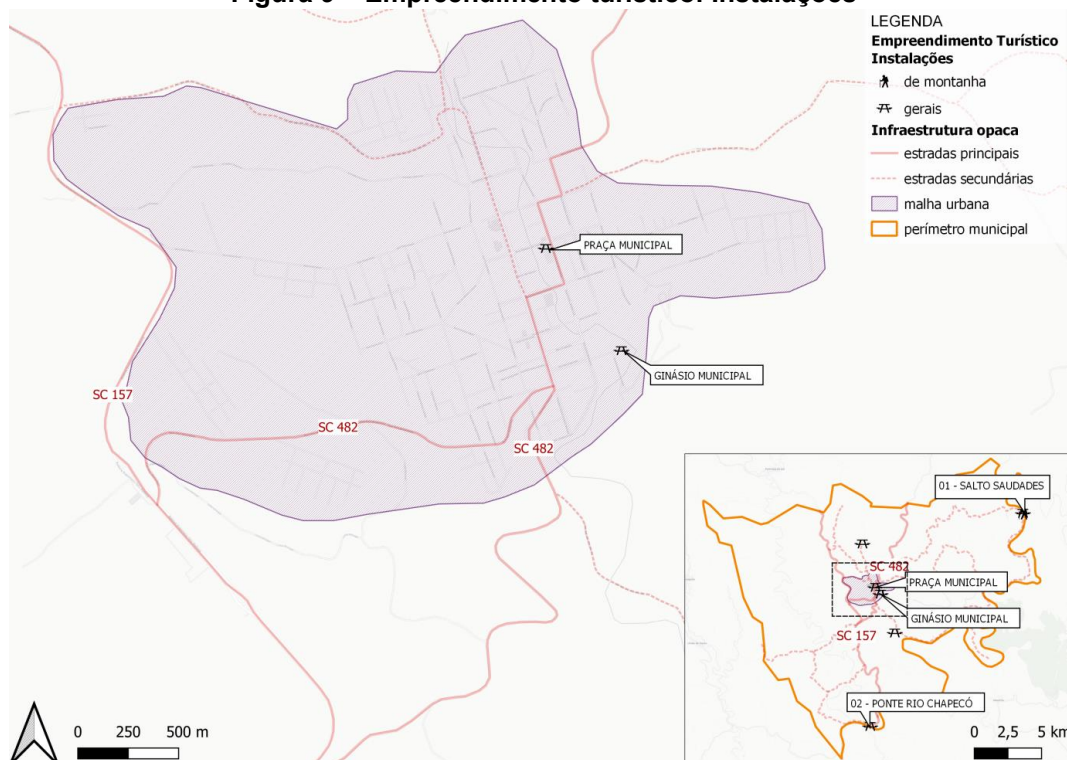 Figura 9 – Empreendimento turístico: instalações
LEGENDA
Empreendimento Turístico
Instalações
de montanha
gerais
Infraestrutura opaca
estradas principais
estradas secundárias
malha urbana
perímetro municipal
PRAÇA MUNICIPAL
GINÁSIO MUNICIPAL
SC 157
SC 482
SC 482
01 - SALTO SAUDADES
SC 482
PRAÇA MUNICIPAL
GINÁSIO MUNICIPAL
SC 157
02 - PONTE RIO CHAPECÓ
0 250 500 m
0 2,5 5 km